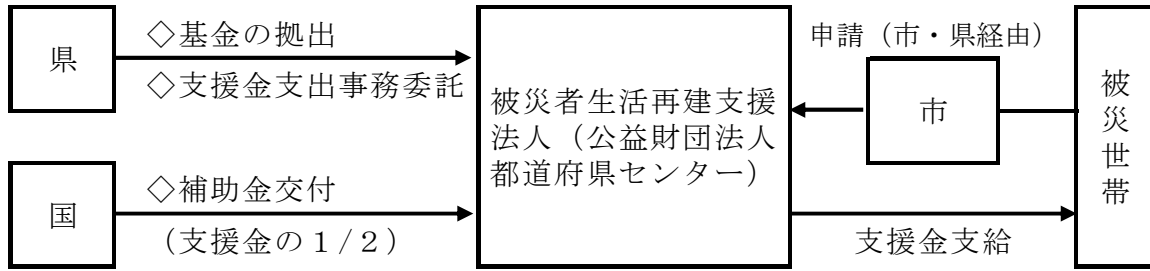 県
◇基金の拠出
◇支援金支出事務委託
国
◇補助金交付
（支援金の１/２）
被災者生活再建支援
法人（公益財団法人
都道府県センター）
申請（市・県経由）
市
支援金支給
被災世帯